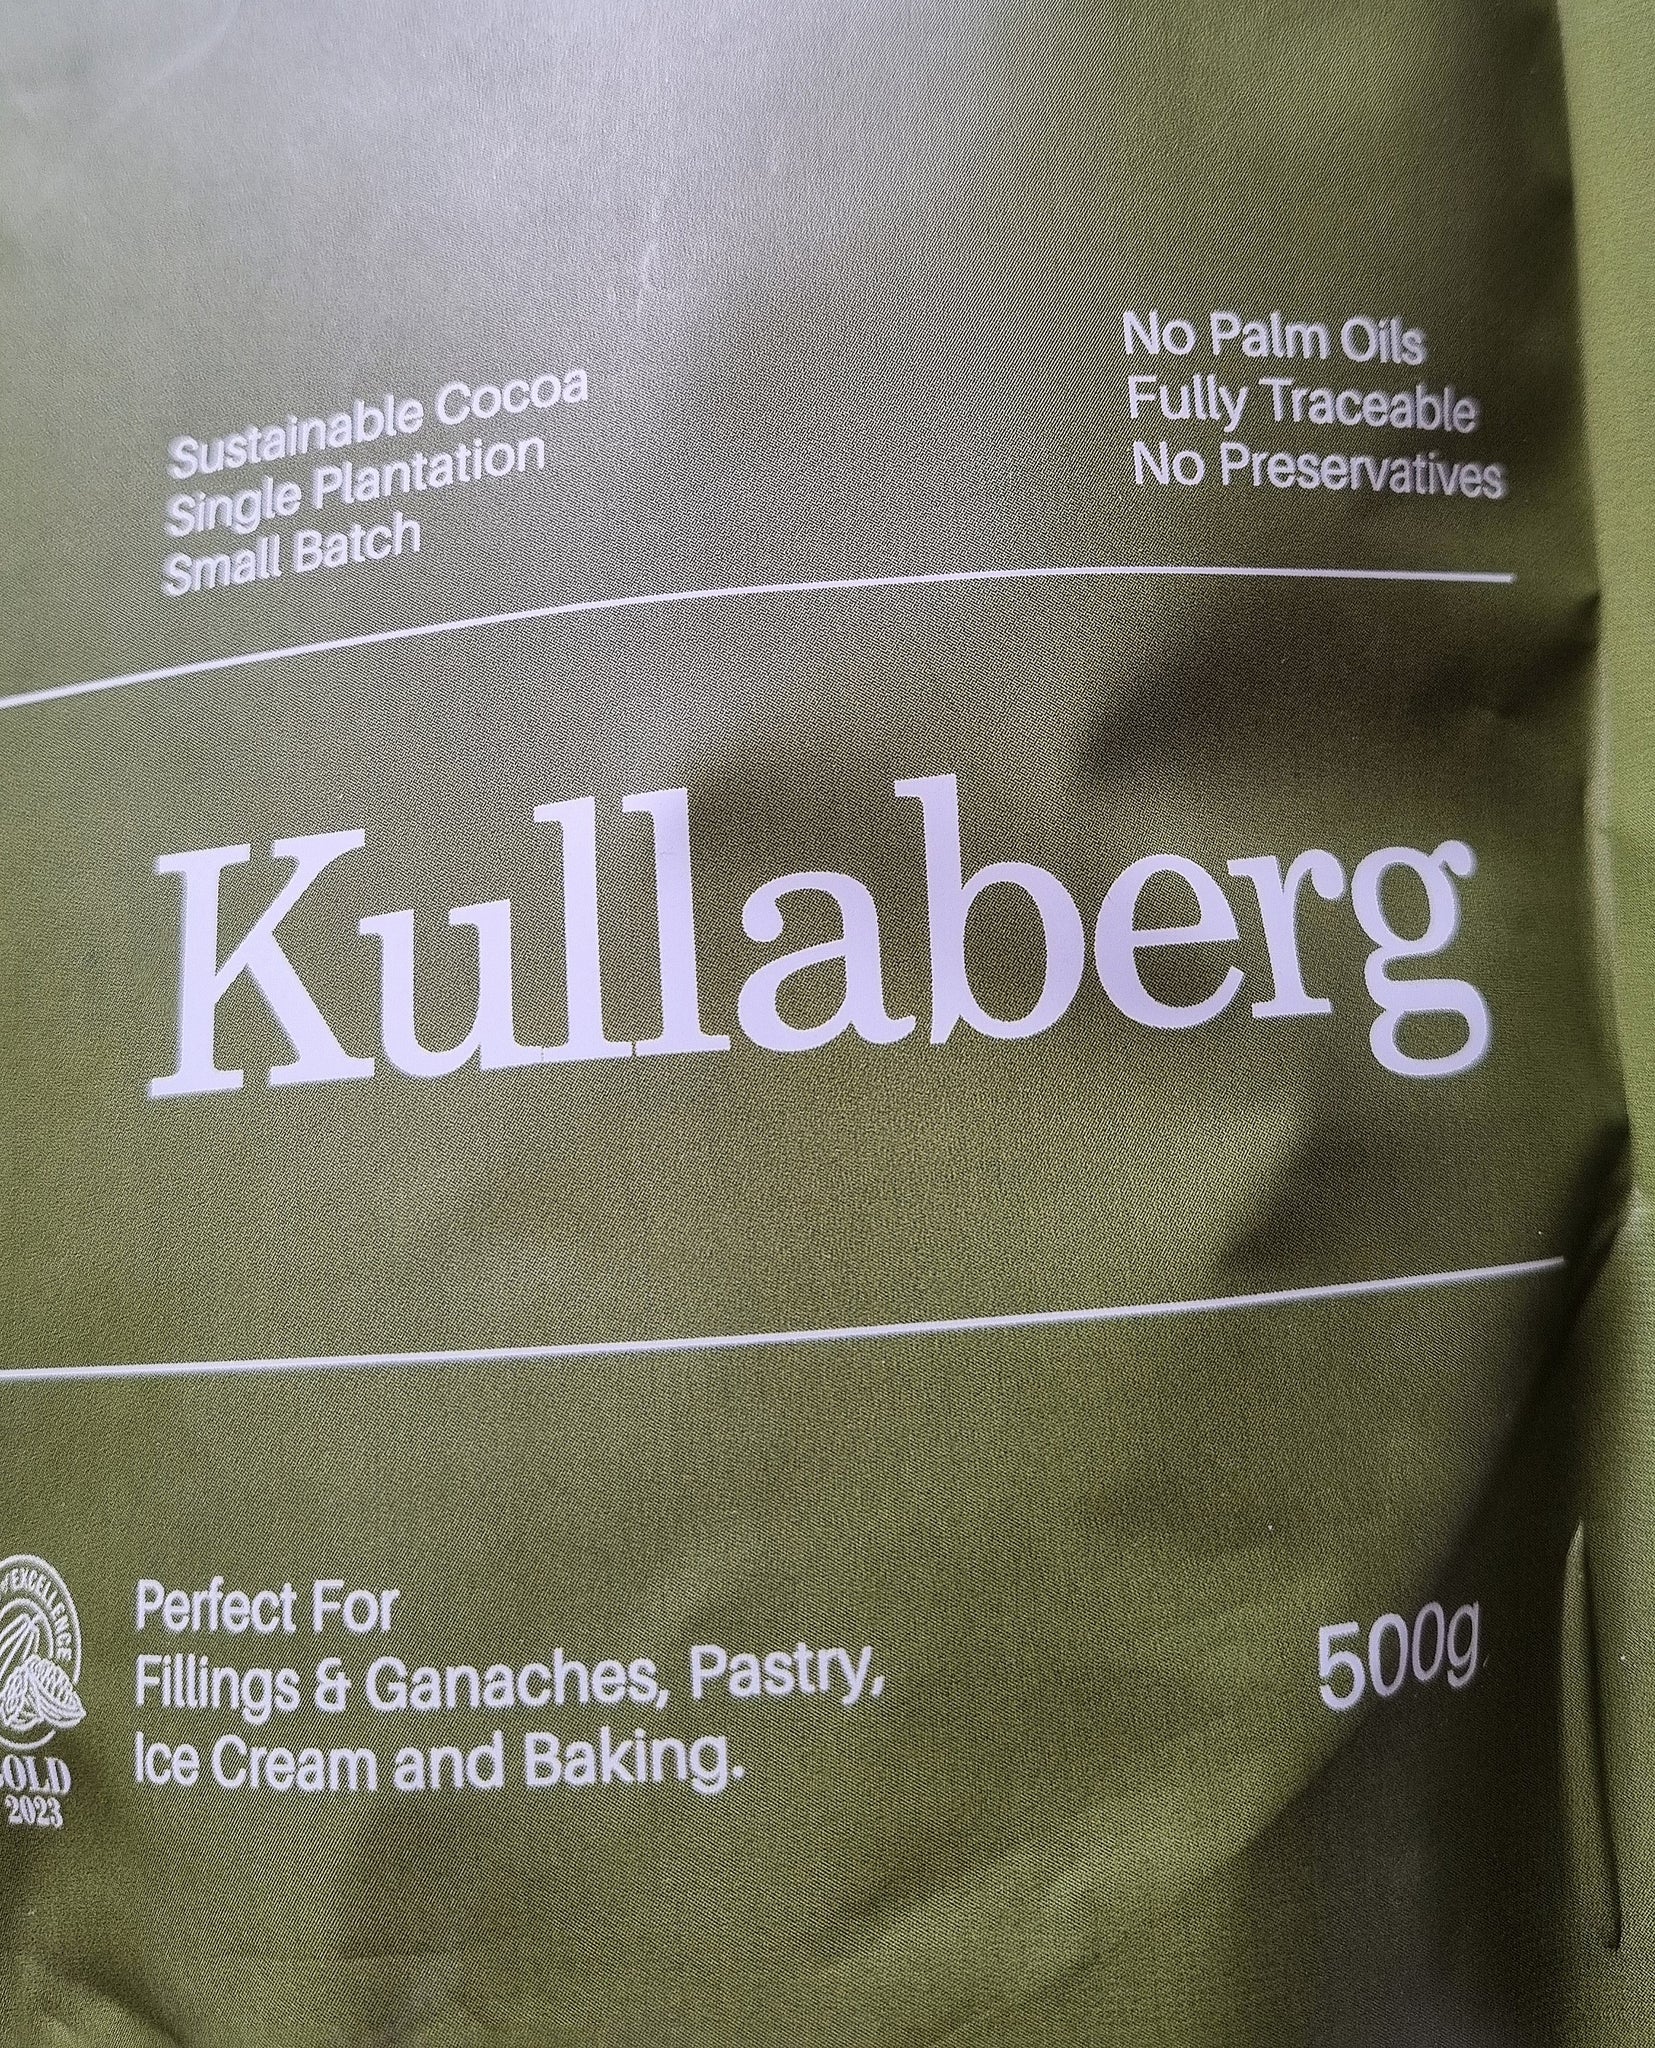 Sustainable Cocoa
Single Plantation
Small Batch
No Palm Oils
Fully Traceable
No Preservatives
Kullaberg
EXCELLENCE
OLD
2023
Perfect For
Fillings & Ganaches, Pastry,
Ice Cream and Baking.
500g